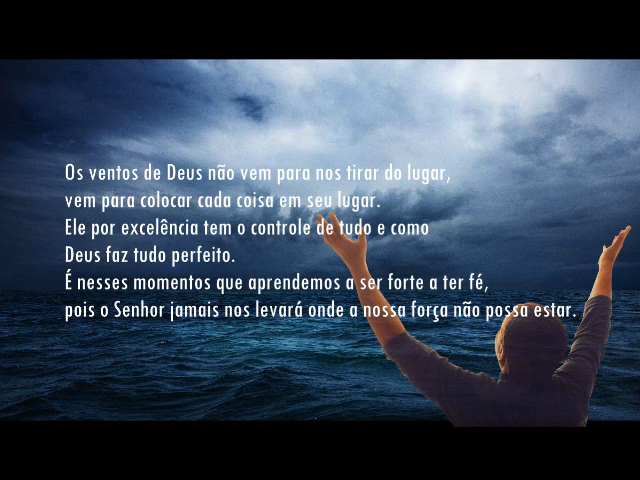 Os ventos de Deus não vem para nos tirar do lugar,
vem para colocar cada coisa em seu lugar.
Ele por excelência tem o controle de tudo e como
Deus faz tudo perfeito.
É nesses momentos que aprendemos a ser forte a ter fé,
pois o Senhor jamais nos levará onde a nossa força não possa estar.